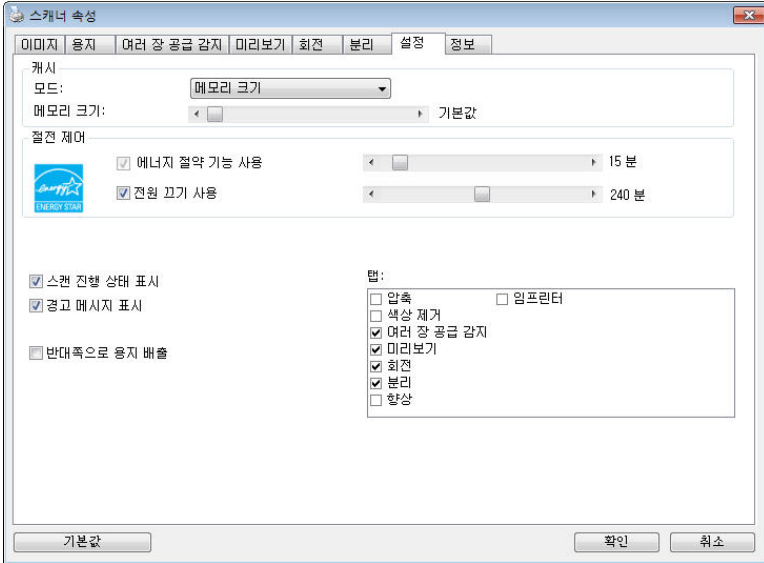 스캐너 속성
이미지 용지 여러 장 공급 감지 미리보기 회전 분리 설정 정보
캐시
모드: 메모리 크기
메모리 크기: 기본값
절전 제어
에너지 절약 기능 사용 15 분
energy
ENERGY STAR
전원 끄기 사용 240 분
스캔 진행 상태 표시
경고 메시지 표시
반대쪽으로 용지 배출
탭:
압축 임프린터
색상 제거
여러 장 공급 감지
미리보기
회전
분리
향상
기본값 확인 취소